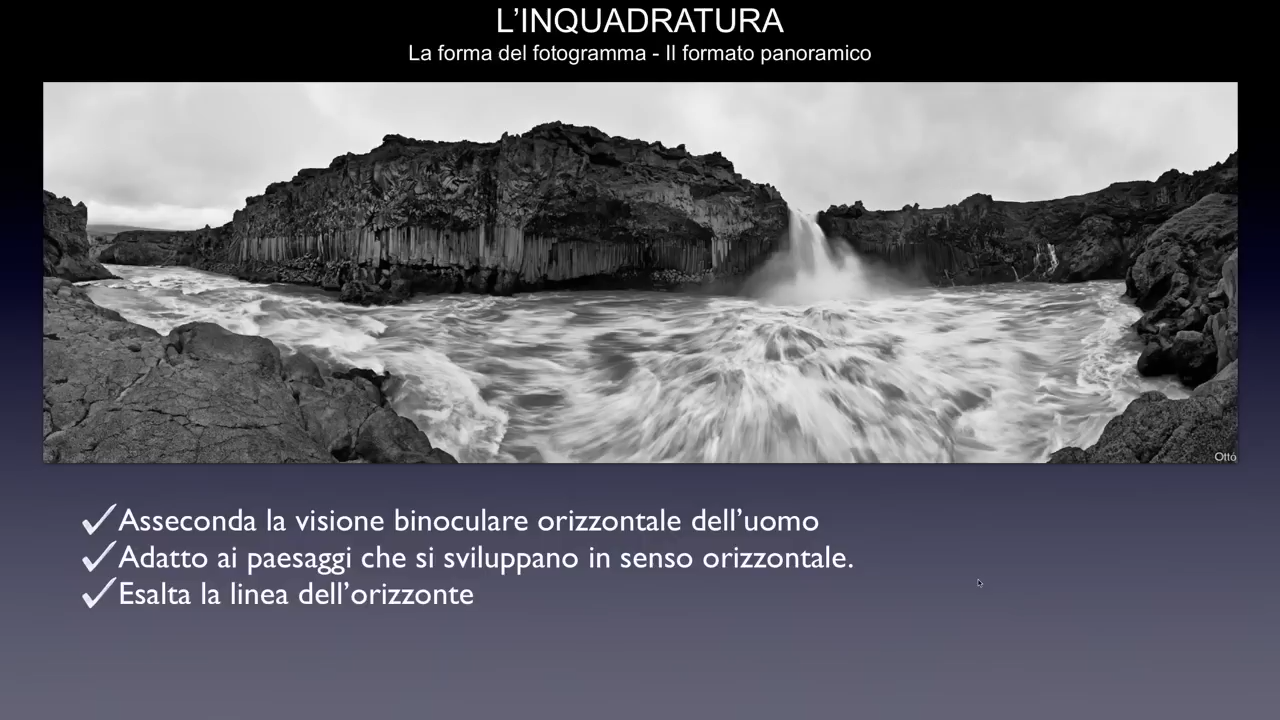 L’INQUADRATURA
La forma del fotogramma - Il formato panoramico
Ottó
✓Asseconda la visione binoculare orizzontale dell’uomo
✓Adatto ai paesaggi che si sviluppano in senso orizzontale.
✓Esalta la linea dell’orizzonte